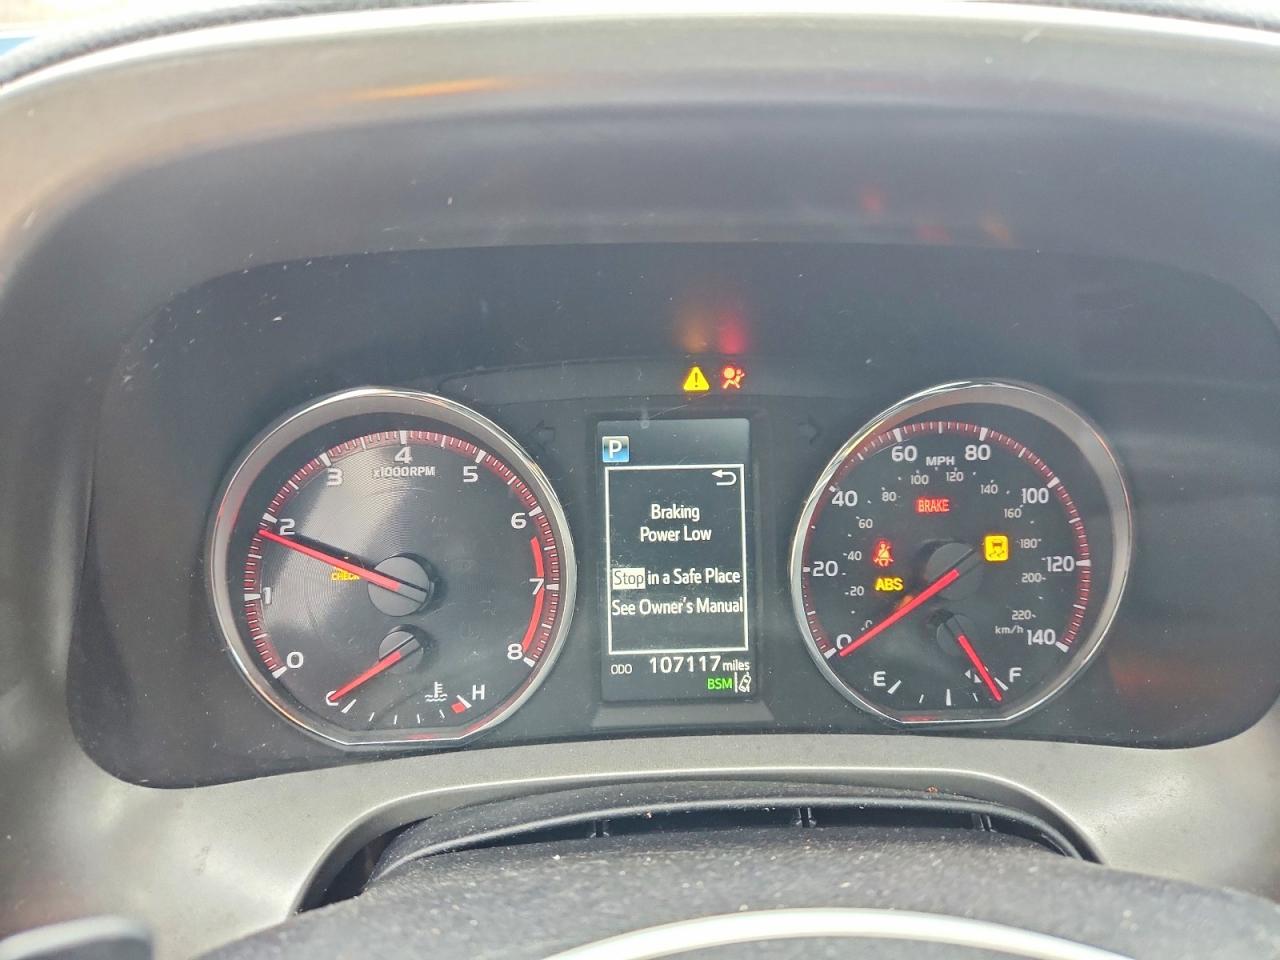 P
Braking
Power Low
Stop in a Safe Place
See Owner's Manual
ODO 107117 miles
BSM
0 1 2 3 4 5 6 7 8
x1000RPM
CHECK
C H
0 20 40 60 80 100 120 140
MPH
0 20 40 60 80 100 120 140 160 180 200 220
km/h
BRAKE
ABS
E F